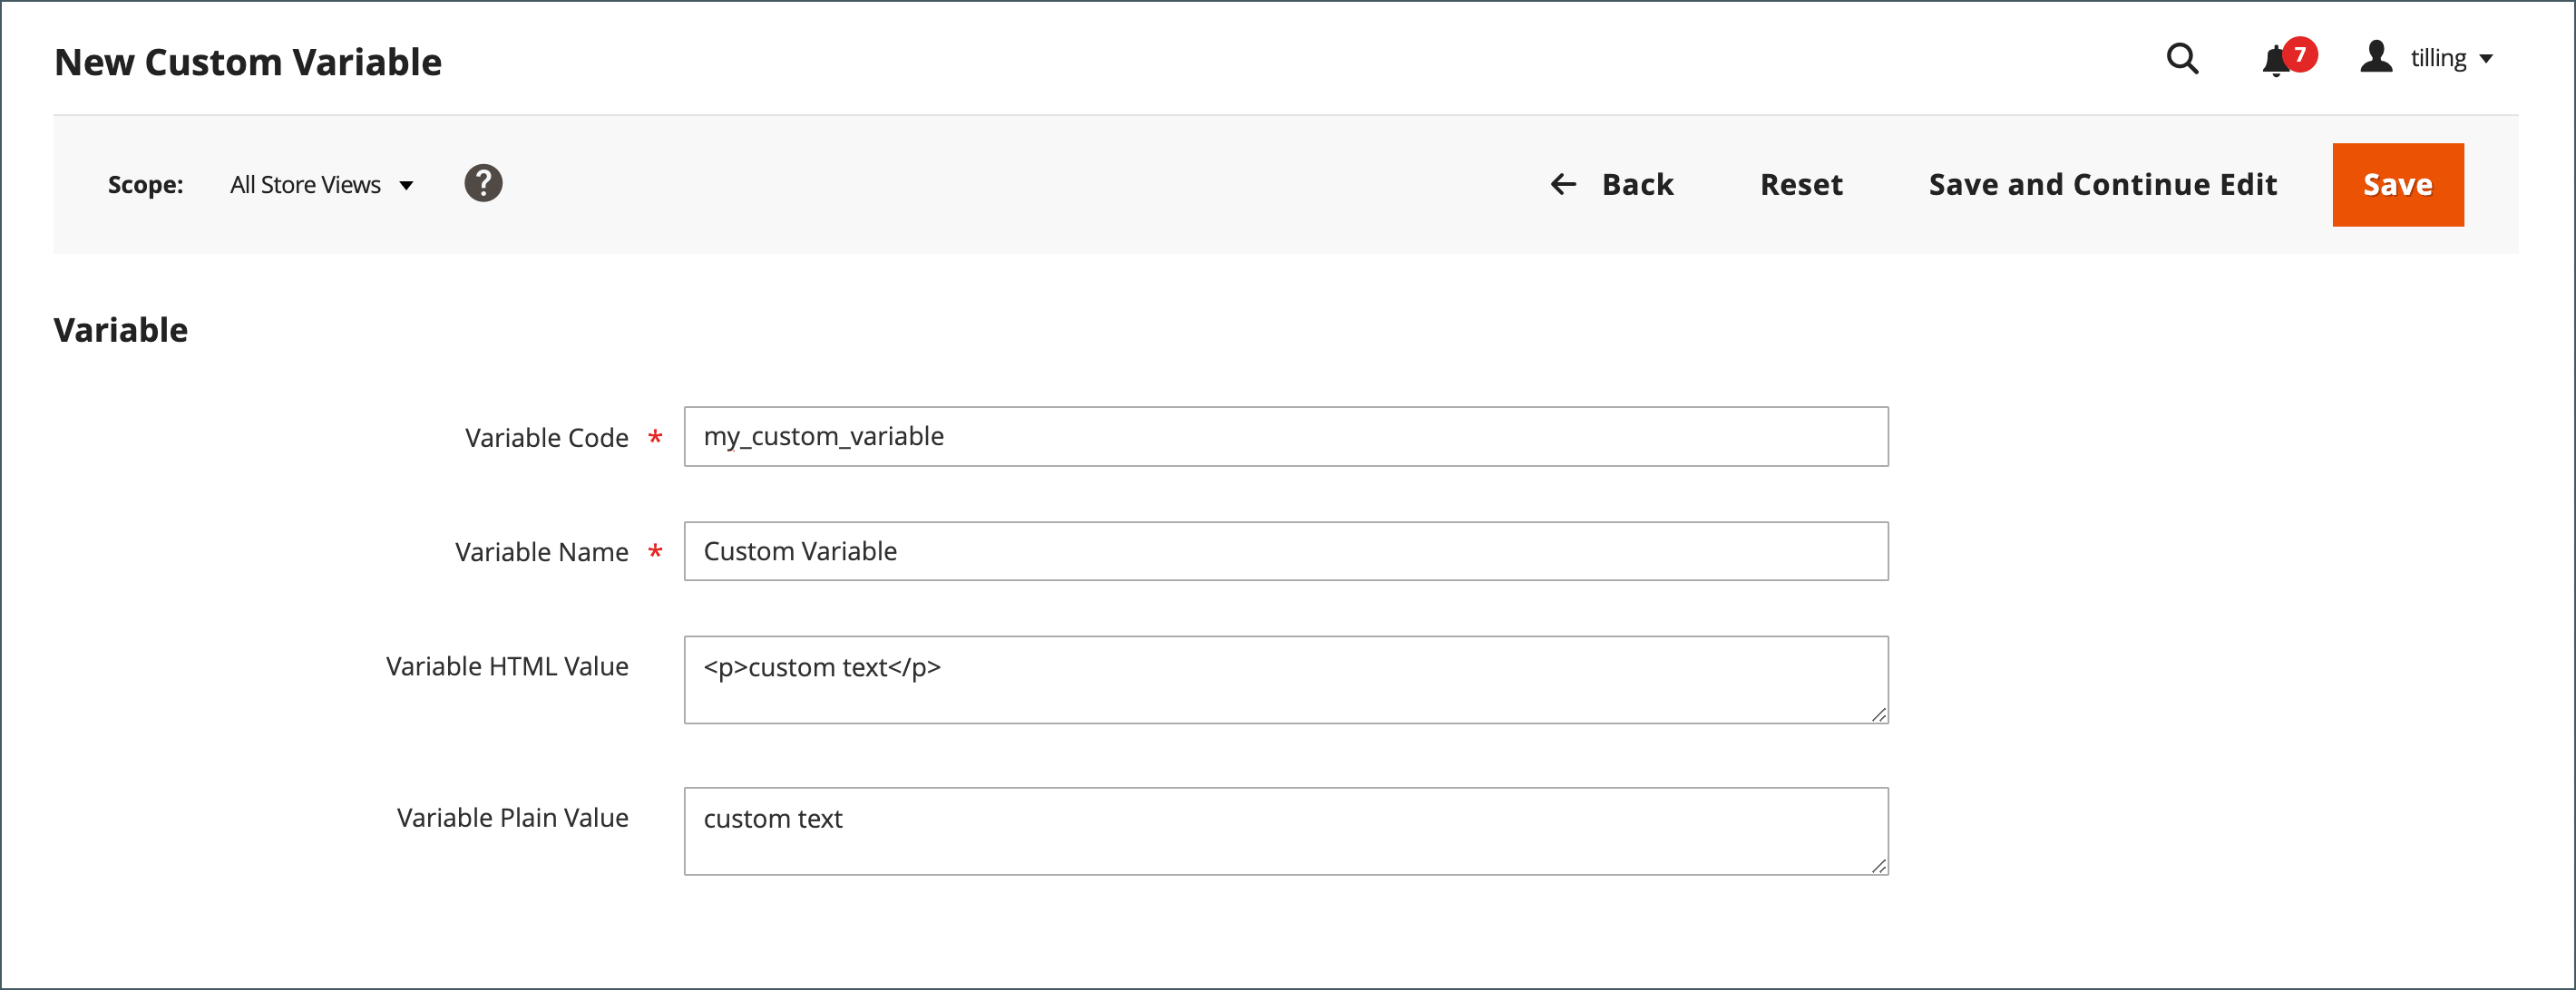 New Custom Variable
7
tilling
Scope: All Store Views ?
Back Reset Save and Continue Edit Save
Variable
Variable Code * my_custom_variable
Variable Name * Custom Variable
Variable HTML Value <p>custom text</p>
Variable Plain Value custom text